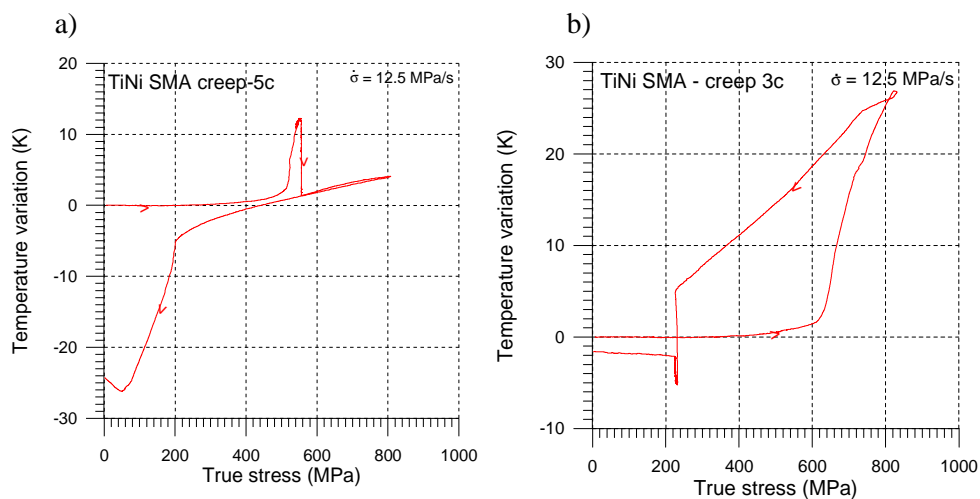 a)
20
10
0
-10
-20
-30
0
200
400
600
800
1000
Temperature variation (K)
True stress (MPa)
TiNi SMA creep-5c
σ̇ = 12.5 MPa/s
b)
30
20
10
0
-10
0
200
400
600
800
1000
Temperature variation (K)
True stress (MPa)
TiNi SMA - creep 3c
σ̇ = 12.5 MPa/s